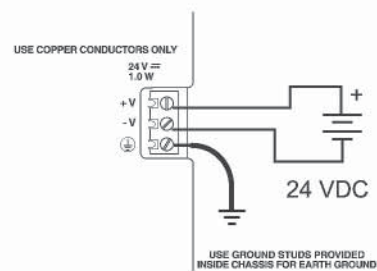 USE COPPER CONDUCTORS ONLY
24 V ⎓
1.0 W
+V
-V
+
24 VDC
USE GROUND STUDS PROVIDED
INSIDE CHASSIS FOR EARTH GROUND